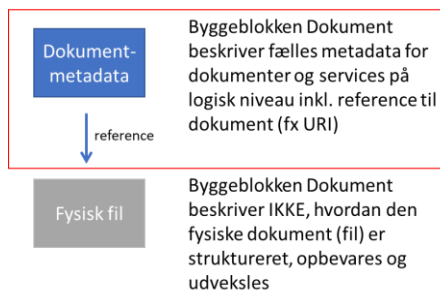 Dokument-
metadata
Byggeblokken Dokument
beskriver fælles metadata for
dokumenter og services på
logisk niveau inkl. reference til
dokument (fx URI)
reference
Fysisk fil
Byggeblokken Dokument
beskriver IKKE, hvordan den
fysiske dokument (fil) er
struktureret, opbevares og
udveksles